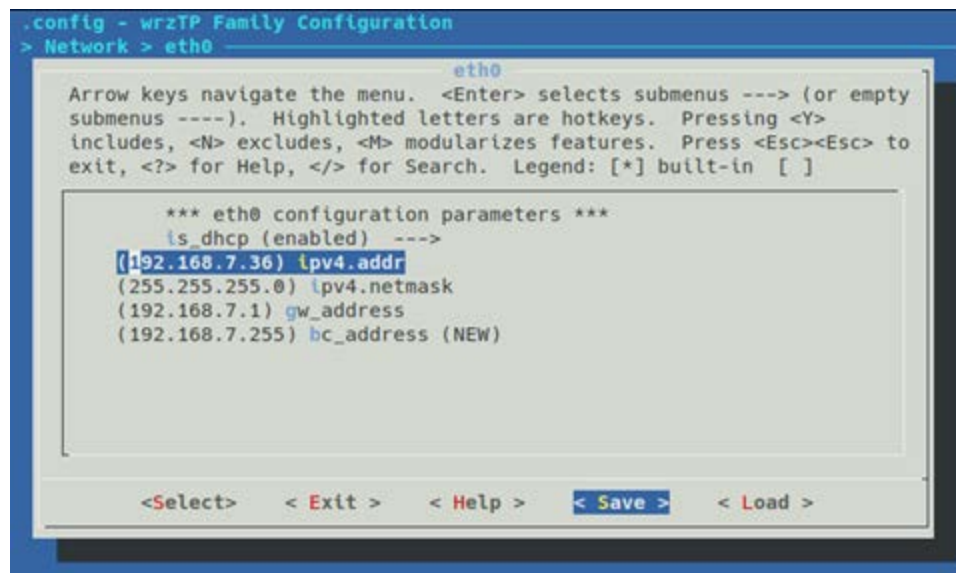 .config - wrzTP Family Configuration
> Network > eth0
eth0
Arrow keys navigate the menu. <Enter> selects submenus ---> (or empty
submenus ----). Highlighted letters are hotkeys. Pressing <Y>
includes, <N> excludes, <M> modularizes features. Press <Esc><Esc> to
exit, <?> for Help, </> for Search. Legend: [*] built-in [ ]
*** eth0 configuration parameters ***
is_dhcp (enabled) --->
(192.168.7.36) ipv4.addr
(255.255.255.0) ipv4.netmask
(192.168.7.1) gw_address
(192.168.7.255) bc_address (NEW)
<Select> < Exit > < Help > < Save > < Load >